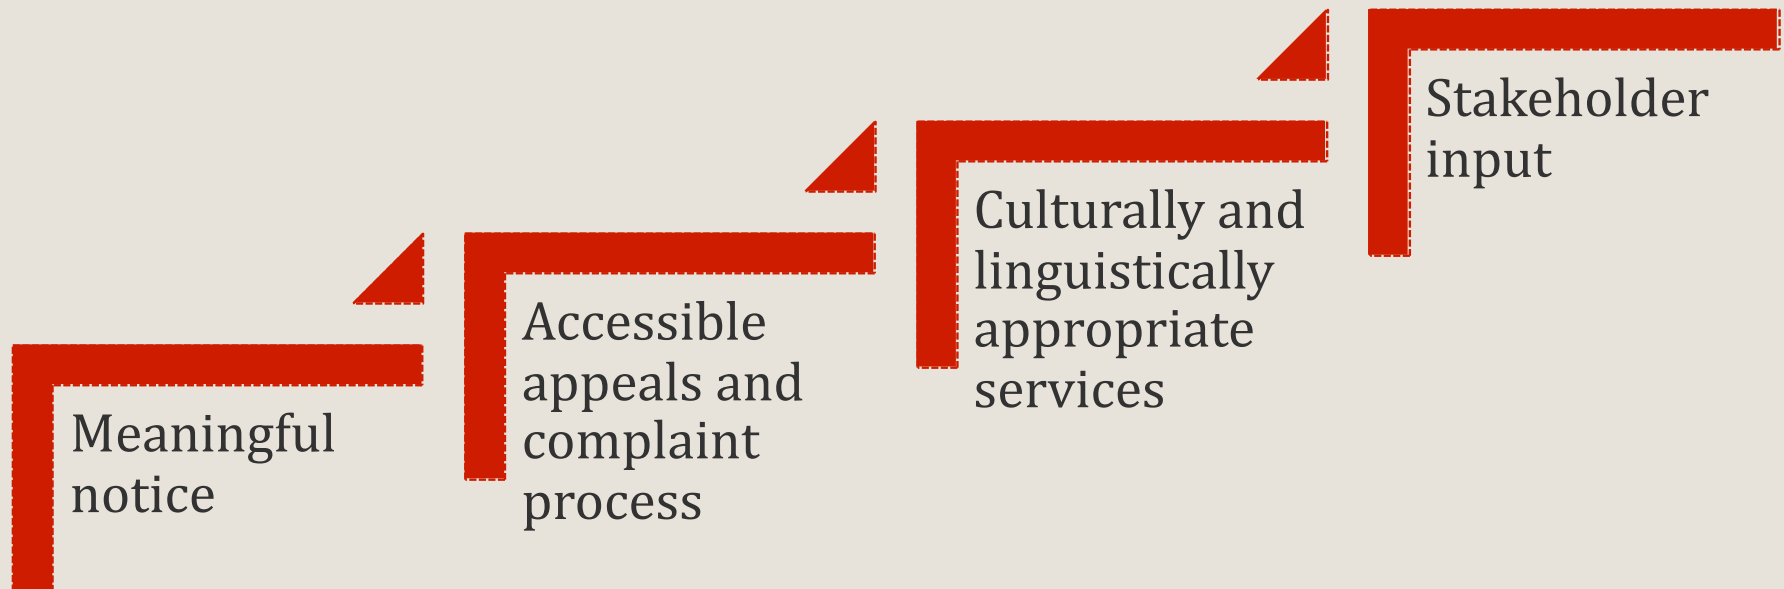 Meaningful
notice
Accessible
appeals and
complaint
process
Culturally and
linguistically
appropriate
services
Stakeholder
input